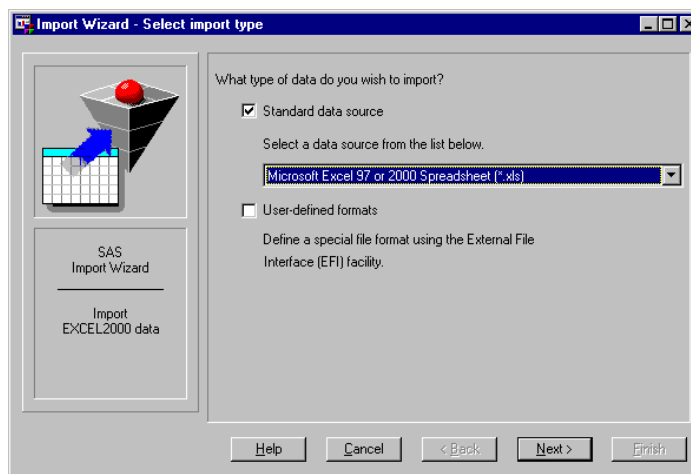 Import Wizard - Select import type
What type of data do you wish to import?
Standard data source
Select a data source from the list below.
Microsoft Excel 97 or 2000 Spreadsheet (*.xls)
User-defined formats
Define a special file format using the External File
Interface (EFI) facility.
SAS
Import Wizard
Import
EXCEL2000 data
Help Cancel < Back Next > Finish